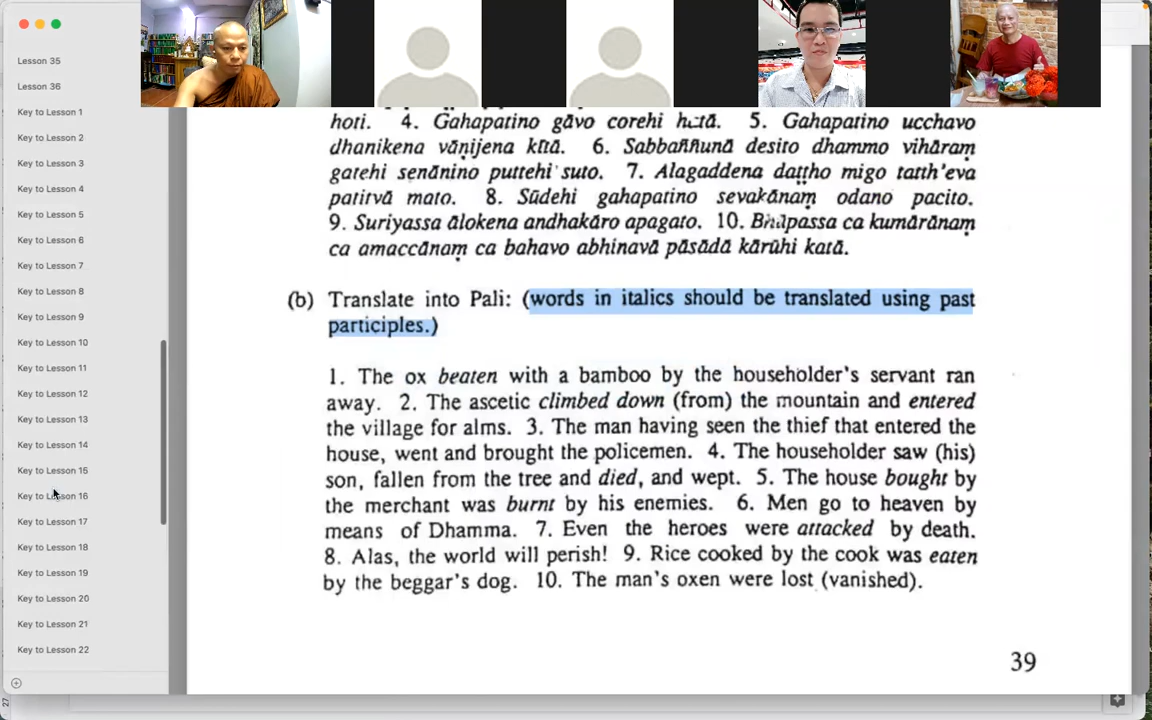 Lesson 35
Lesson 36
Key to Lesson 1
Key to Lesson 2
Key to Lesson 3
Key to Lesson 4
Key to Lesson 5
Key to Lesson 6
Key to Lesson 7
Key to Lesson 8
Key to Lesson 9
Key to Lesson 10
Key to Lesson 11
Key to Lesson 12
Key to Lesson 13
Key to Lesson 14
Key to Lesson 15
Key to Lesson 16
Key to Lesson 17
Key to Lesson 18
Key to Lesson 19
Key to Lesson 20
Key to Lesson 21
Key to Lesson 22
hoti. 4. Gahapatino gāvo corehi hatā. 5. Gahapatino ucchavo
dhanikena vāṇijena kītā. 6. Sabbaññunā desito dhammo vihāraṃ
gatehi senānino puttehi suto. 7. Alagaddena daṭṭho migo tatth'eva
patitvā mato. 8. Sūdehi gahapatino sevakānaṃ odano pacito.
9. Suriyassa ālokena andhakāro apagato. 10. Bhūpassa ca kumārānaṃ
ca amaccānaṃ ca bahavo abhinavā pāsādā kārūhi katā.
(b) Translate into Pali: (words in italics should be translated using past
participles.)
1. The ox beaten with a bamboo by the householder's servant ran
away. 2. The ascetic climbed down (from) the mountain and entered
the village for alms. 3. The man having seen the thief that entered the
house, went and brought the policemen. 4. The householder saw (his)
son, fallen from the tree and died, and wept. 5. The house bought by
the merchant was burnt by his enemies. 6. Men go to heaven by
means of Dhamma. 7. Even the heroes were attacked by death.
8. Alas, the world will perish! 9. Rice cooked by the cook was eaten
by the beggar's dog. 10. The man's oxen were lost (vanished).
39